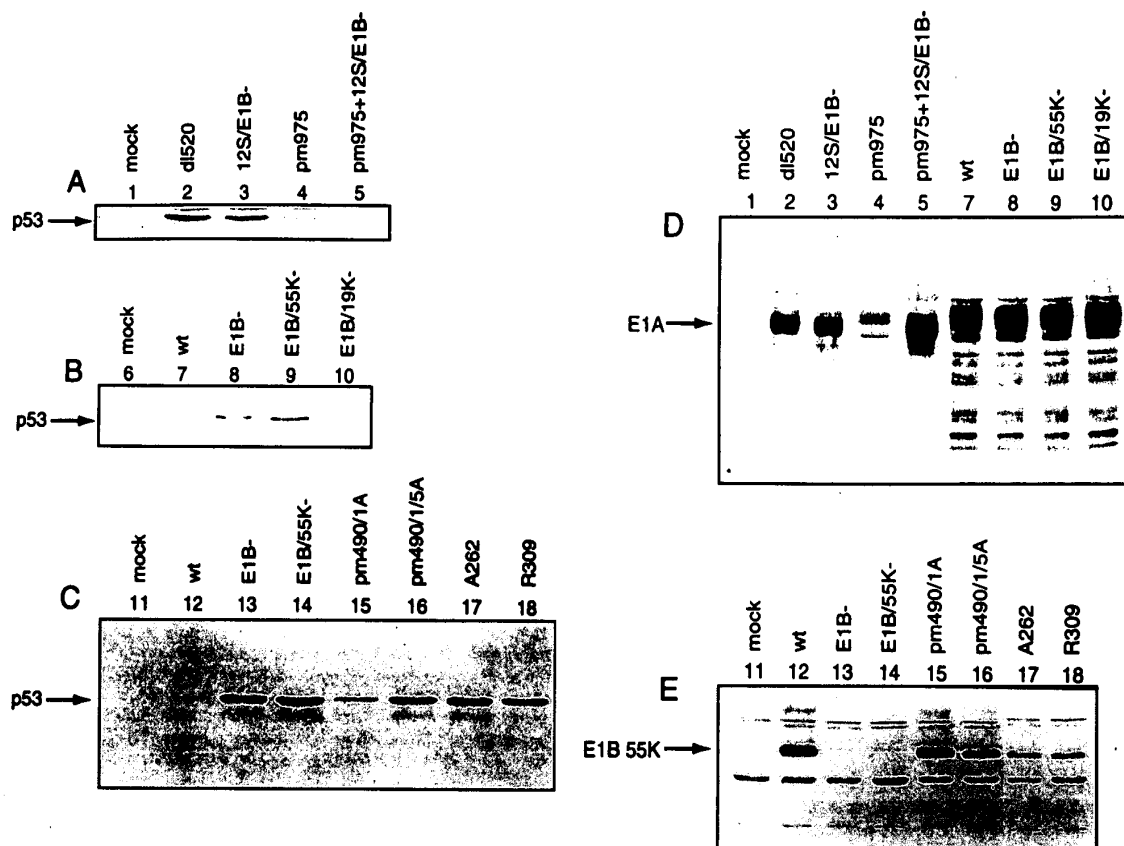 A
mock
dl520
12S/E1B-
pm975
pm975+12S/E1B-
1 2 3 4 5
p53
B
mock
wt
E1B-
E1B/55K-
E1B/19K-
6 7 8 9 10
p53
C
mock
wt
E1B-
E1B/55K-
pm490/1A
pm490/1/5A
A262
R309
11 12 13 14 15 16 17 18
p53
D
mock
dl520
12S/E1B-
pm975
pm975+12S/E1B-
wt
E1B-
E1B/55K-
E1B/19K-
1 2 3 4 5 6 7 8 9 10
E1A
E
mock
wt
E1B-
E1B/55K-
pm490/1A
pm490/1/5A
A262
R309
11 12 13 14 15 16 17 18
E1B 55K